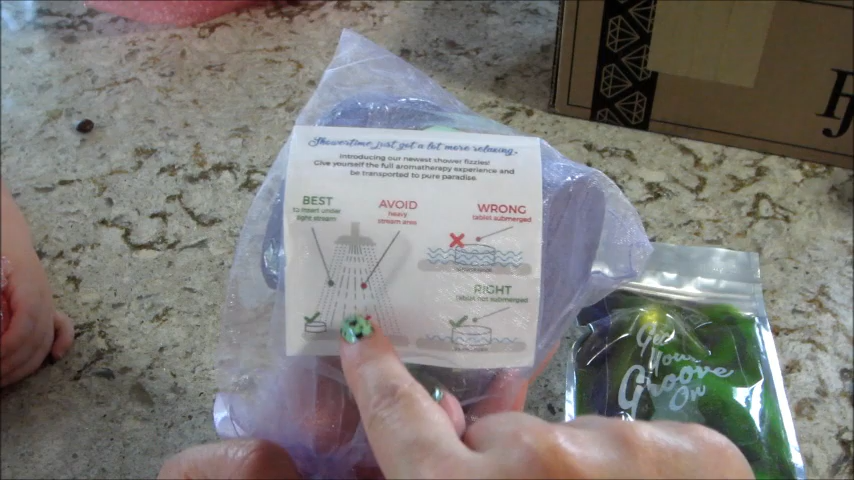 Showertime just got a lot more relaxing.
Introducing our newest shower fizzies!
Give yourself the full aromatherapy experience and
be transported to pure paradise.
BEST
to insert under
light stream
AVOID
heavy
stream area
WRONG
tablet submerged
RIGHT
tablet not submerged
Get
Your
Groove
On